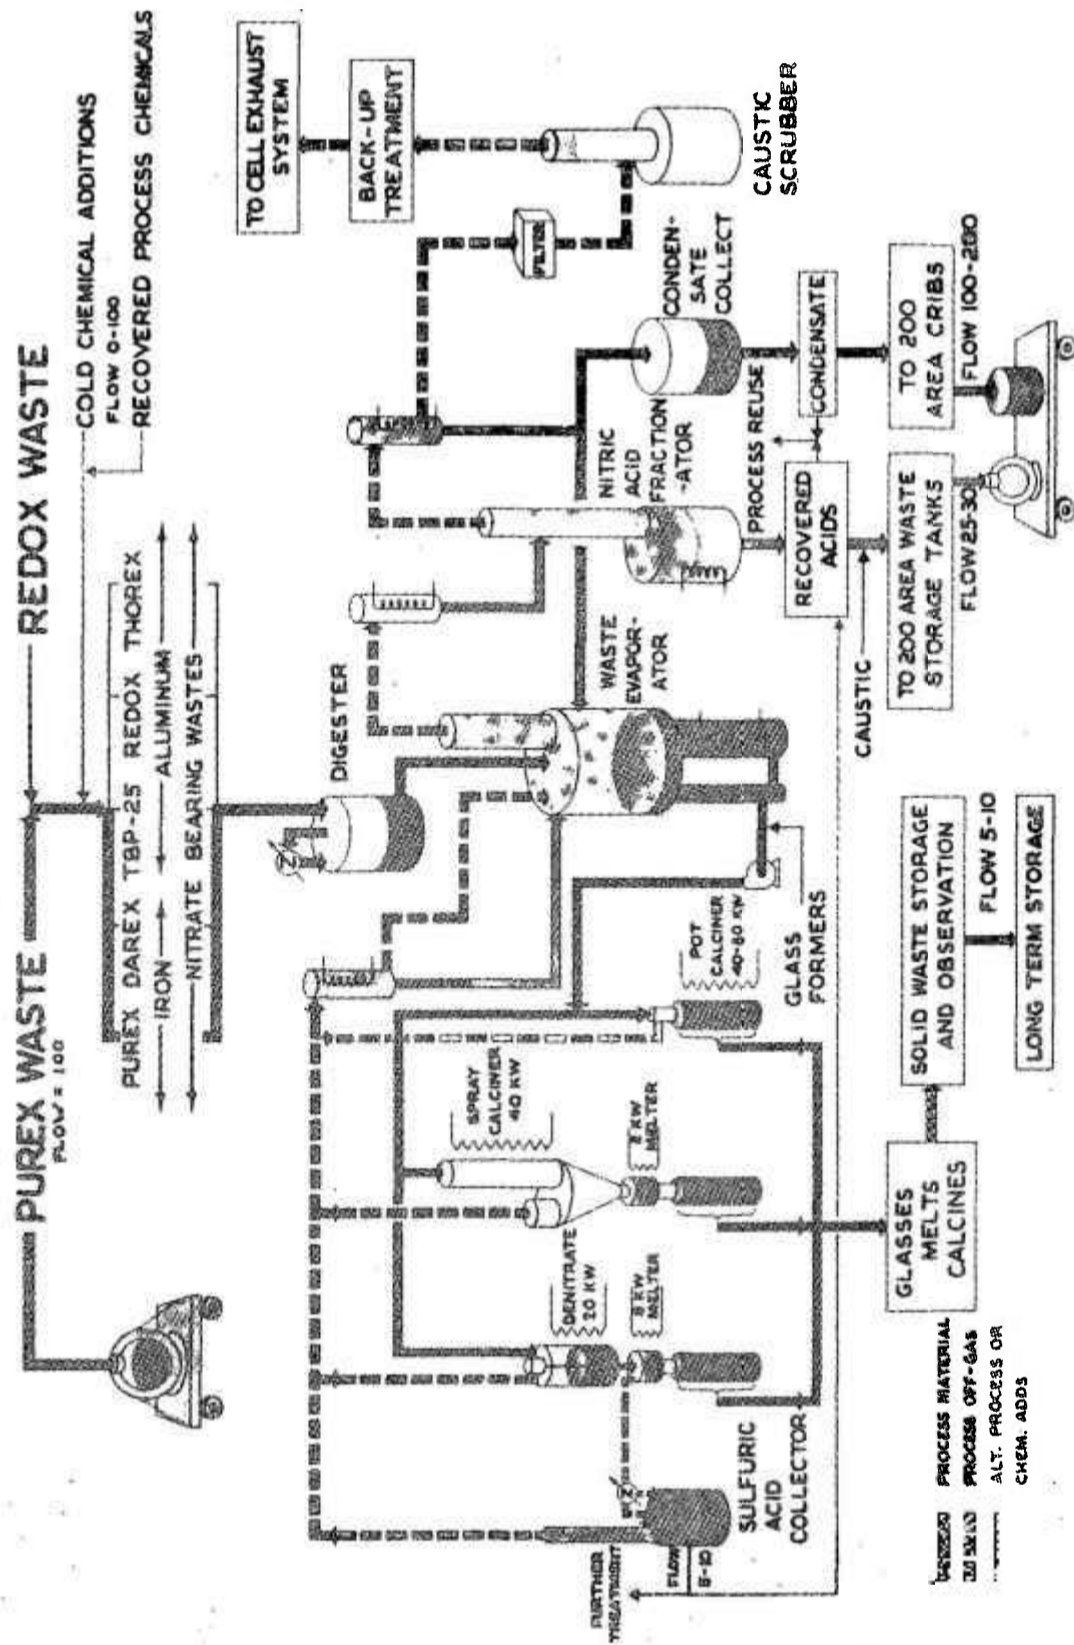 PUREX WASTE
FLOW = 100
REDOX WASTE
COLD CHEMICAL ADDITIONS
FLOW 0-100
RECOVERED PROCESS CHEMICALS
PUREX DAREX TBP-25 REDOX THOREX
IRON
ALUMINUM
NITRATE BEARING WASTES
DIGESTER
TO CELL EXHAUST
SYSTEM
BACK-UP
TREATMENT
FILTER
CAUSTIC
SCRUBBER
NITRIC
ACID
FRACTION
-ATOR
CONDEN-
SATE
COLLECT
WASTE
EVAPOR-
ATOR
SPRAY
CALCINER
40 KW
8 KW
MELTER
DENITRATE
20 KW
8 KW
MELTER
POT
CALCINER
40-80 KW
GLASS
FORMERS
SULFURIC
ACID
COLLECTOR
FURTHER
TREATMENT
FLOW
5-10
PROCESS REUSE
CONDENSATE
RECOVERED
ACIDS
CAUSTIC
TO 200
AREA CRIBS
FLOW 100-200
TO 200 AREA WASTE
STORAGE TANKS
FLOW 25-30
GLASSES
MELTS
CALCINES
SOLID WASTE STORAGE
AND OBSERVATION
FLOW 5-10
LONG TERM STORAGE
PROCESS MATERIAL
PROCESS OFF-GAS
ALT. PROCESS OR
CHEM. ADDS